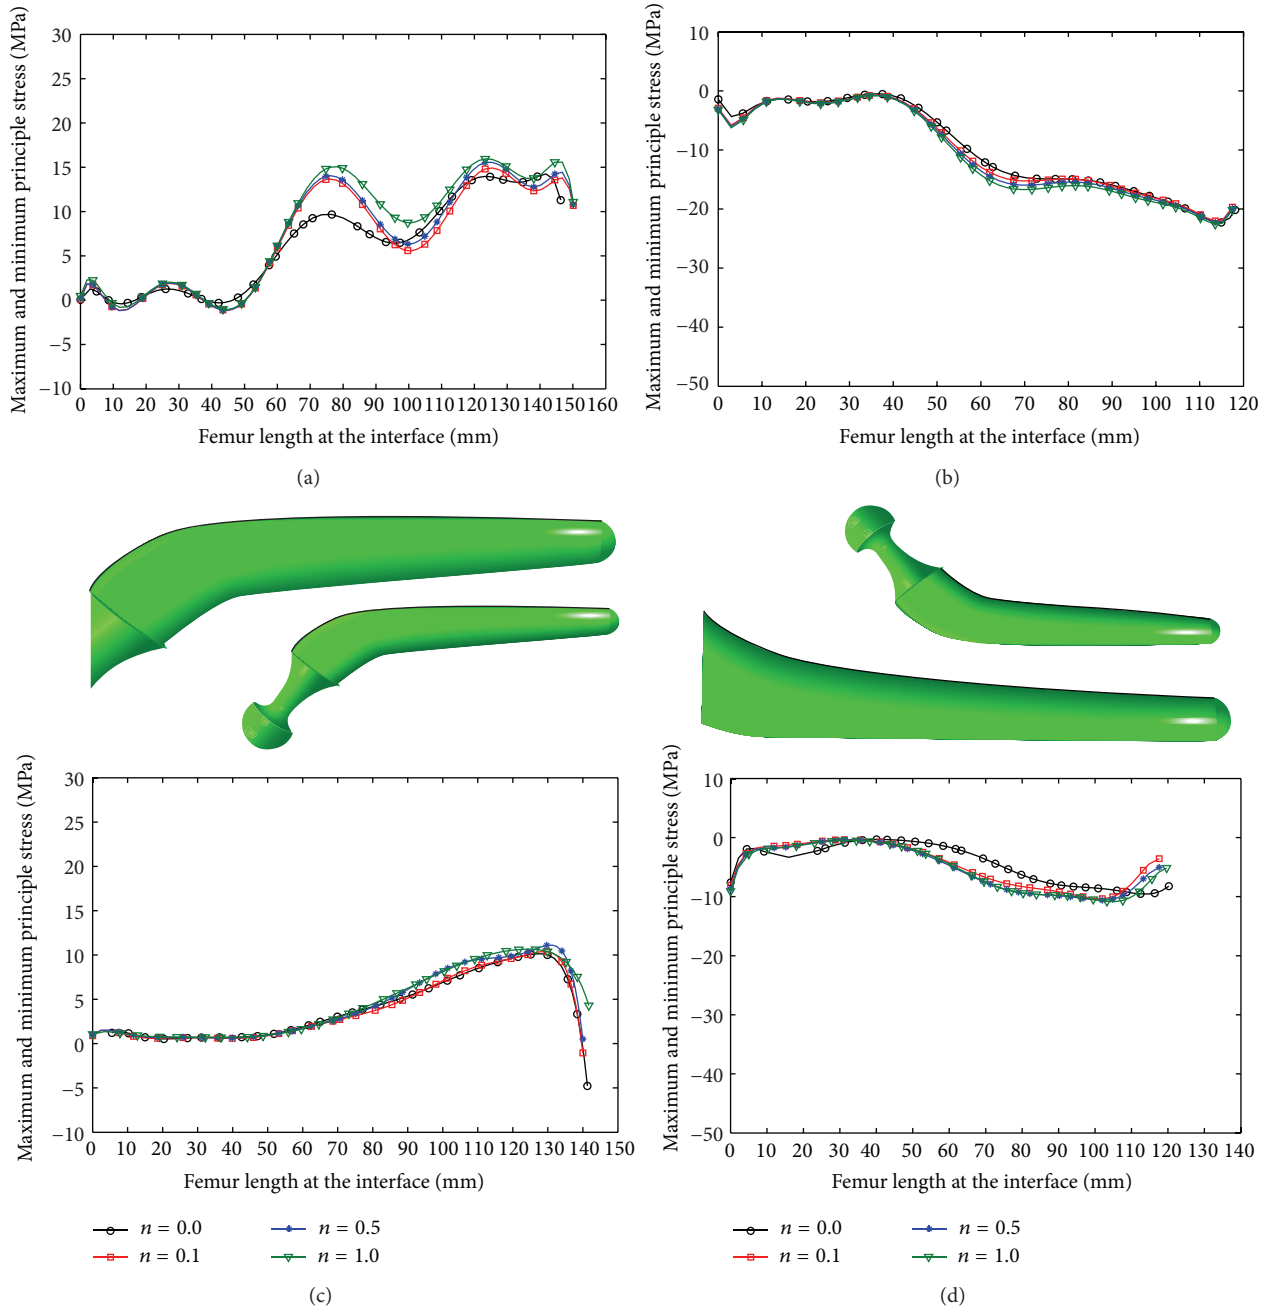 Maximum and minimum principle stress (MPa)
30
25
20
15
10
5
0
−5
−10
0 10 20 30 40 50 60 70 80 90 100 110 120 130 140 150 160
Femur length at the interface (mm)
(a)
Maximum and minimum principle stress (MPa)
10
0
−10
−20
−30
−40
−50
0 10 20 30 40 50 60 70 80 90 100 110 120
Femur length at the interface (mm)
(b)
Maximum and minimum principle stress (MPa)
30
25
20
15
10
5
0
−5
−10
0 10 20 30 40 50 60 70 80 90 100 110 120 130 140 150
Femur length at the interface (mm)
n = 0.0 n = 0.5
n = 0.1 n = 1.0
(c)
Maximum and minimum principle stress (MPa)
10
0
−10
−20
−30
−40
−50
0 10 20 30 40 50 60 70 80 90 100 110 120 130 140
Femur length at the interface (mm)
n = 0.0 n = 0.5
n = 0.1 n = 1.0
(d)